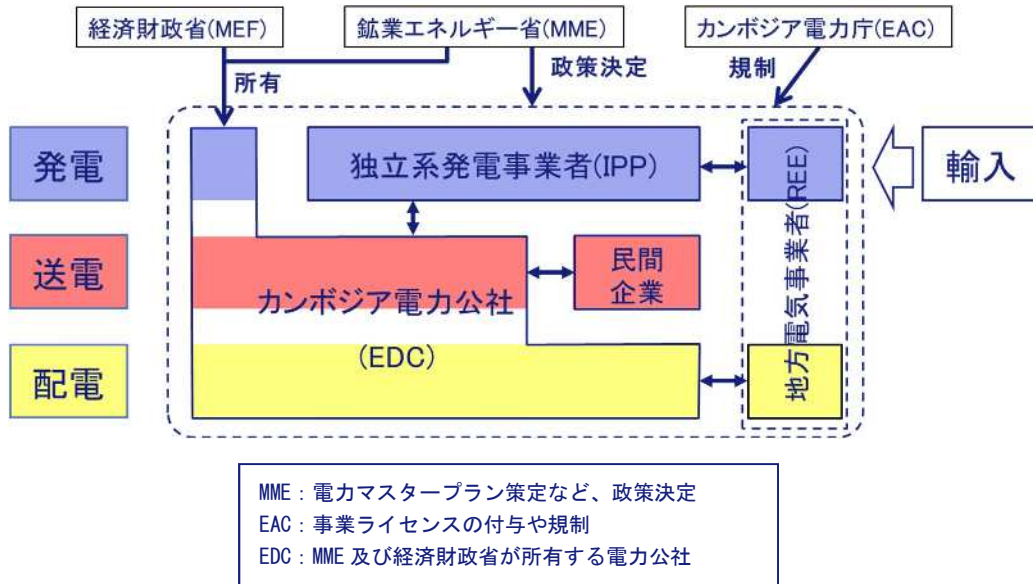 経済財政省(MEF)
鉱業エネルギー省(MME)
カンボジア電力庁(EAC)
所有
政策決定
規制
発電
独立系発電事業者(IPP)
地方電気事業者(REE)
輸入
送電
民間
企業
カンボジア電力公社
(EDC)
配電
MME：電力マスタープラン策定など、政策決定
EAC：事業ライセンスの付与や規制
EDC：MME 及び経済財政省が所有する電力公社